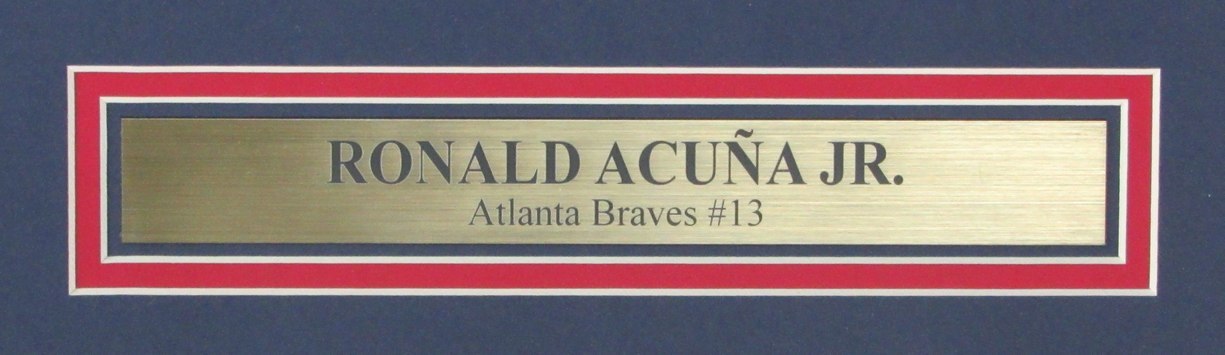 RONALD ACUÑA JR.
Atlanta Braves #13